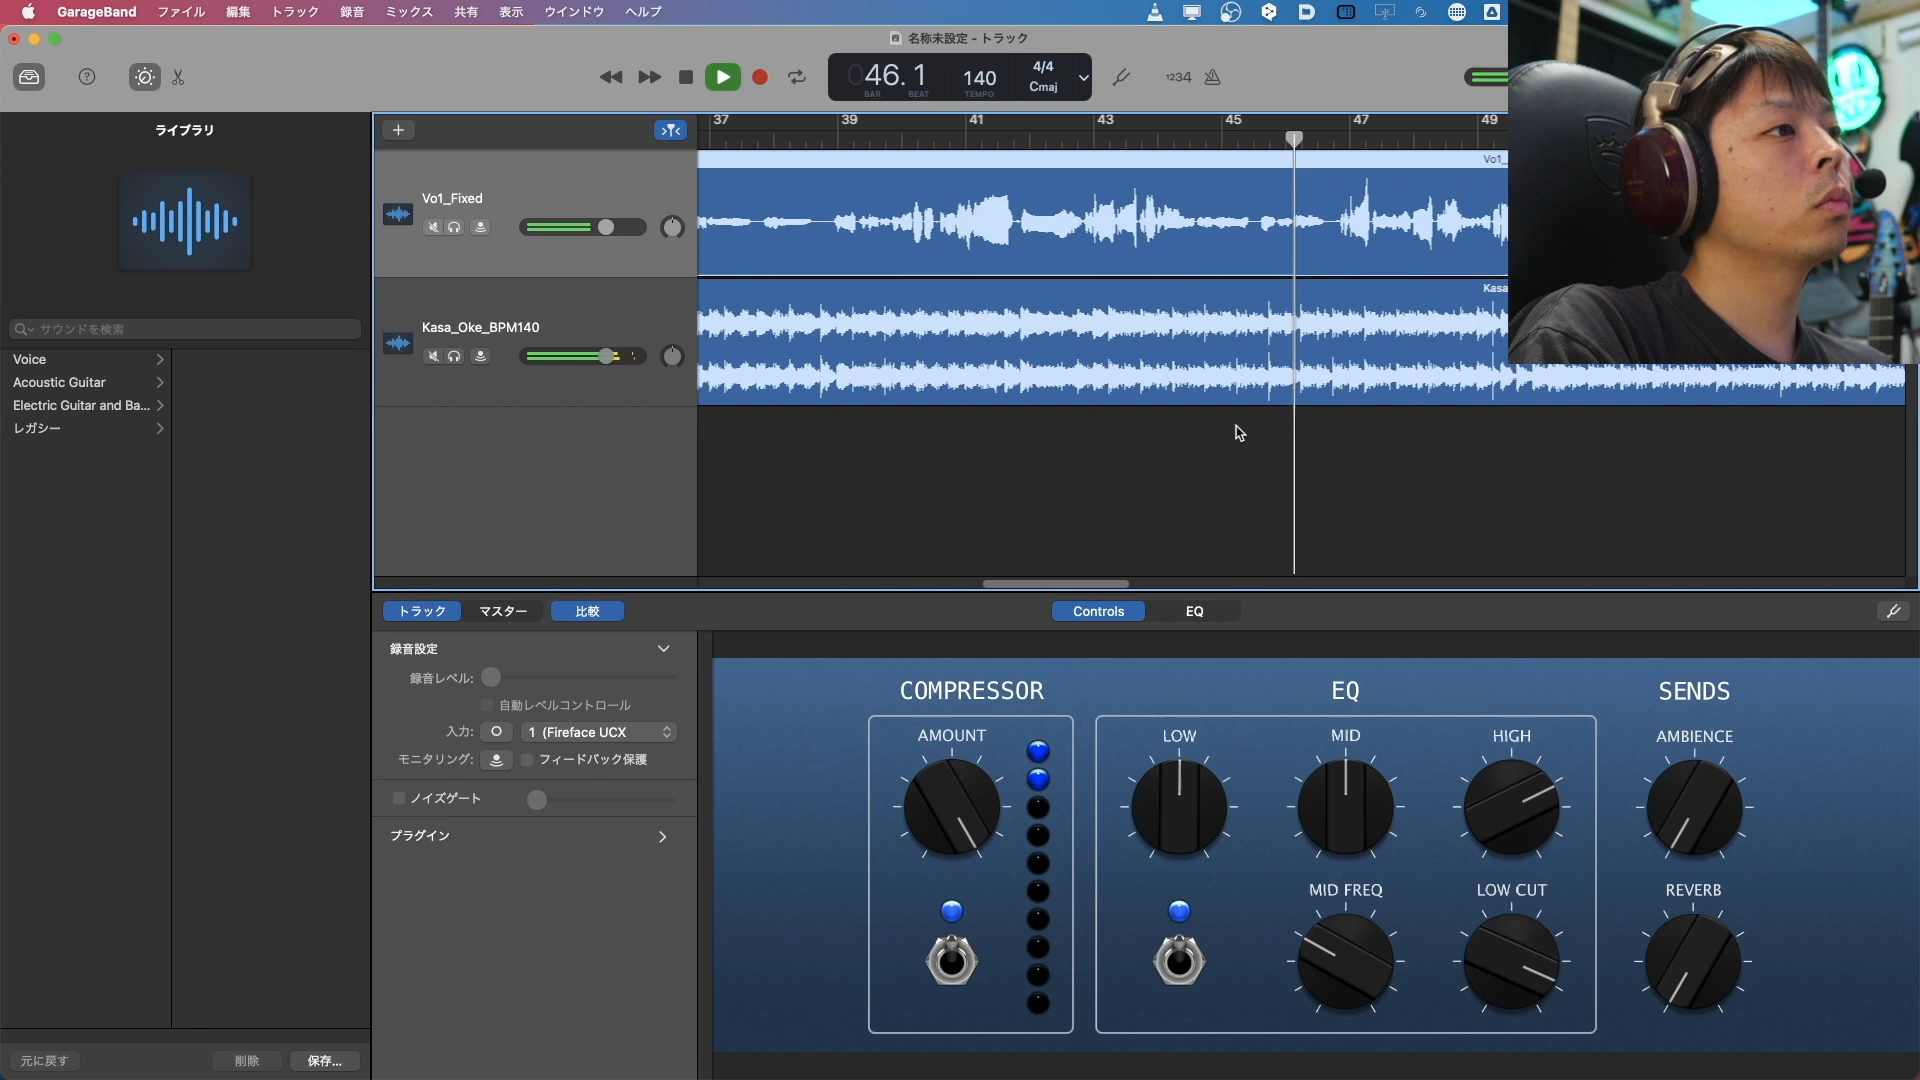 GarageBand ファイル 編集 トラック 録音 ミックス 共有 表示 ウインドウ ヘルプ
名称未設定 - トラック
046.1 140 4/4
Cmaj
BAR BEAT TEMPO
1234
ライブラリ
37 39 41 43 45 47 49
Vo1_
Vo1_Fixed
Kasa
Kasa_Oke_BPM140
サウンドを検索
Voice
Acoustic Guitar
Electric Guitar and Ba...
レガシー
トラック マスター 比較 Controls EQ
録音設定
録音レベル:
自動レベルコントロール
入力: 1 (Fireface UCX
モニタリング: フィードバック保護
ノイズゲート
プラグイン
COMPRESSOR EQ SENDS
AMOUNT LOW MID HIGH AMBIENCE
MID FREQ LOW CUT REVERB
元に戻す 削除 保存...